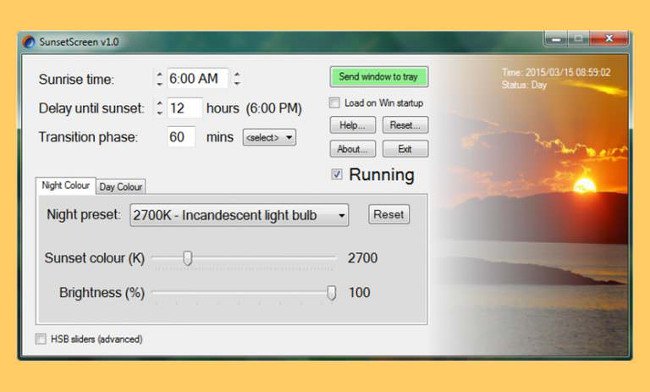 SunsetScreen v1.0
Sunrise time: 6:00 AM
Delay until sunset: 12 hours (6:00 PM)
Transition phase: 60 mins <select>
Send window to tray
Load on Win startup
Help... Reset...
About... Exit
Running
Time: 2015/03/15 08:59:02
Status: Day
Night Colour Day Colour
Night preset: 2700K - Incandescent light bulb Reset
Sunset colour (K) 2700
Brightness (%) 100
HSB sliders (advanced)